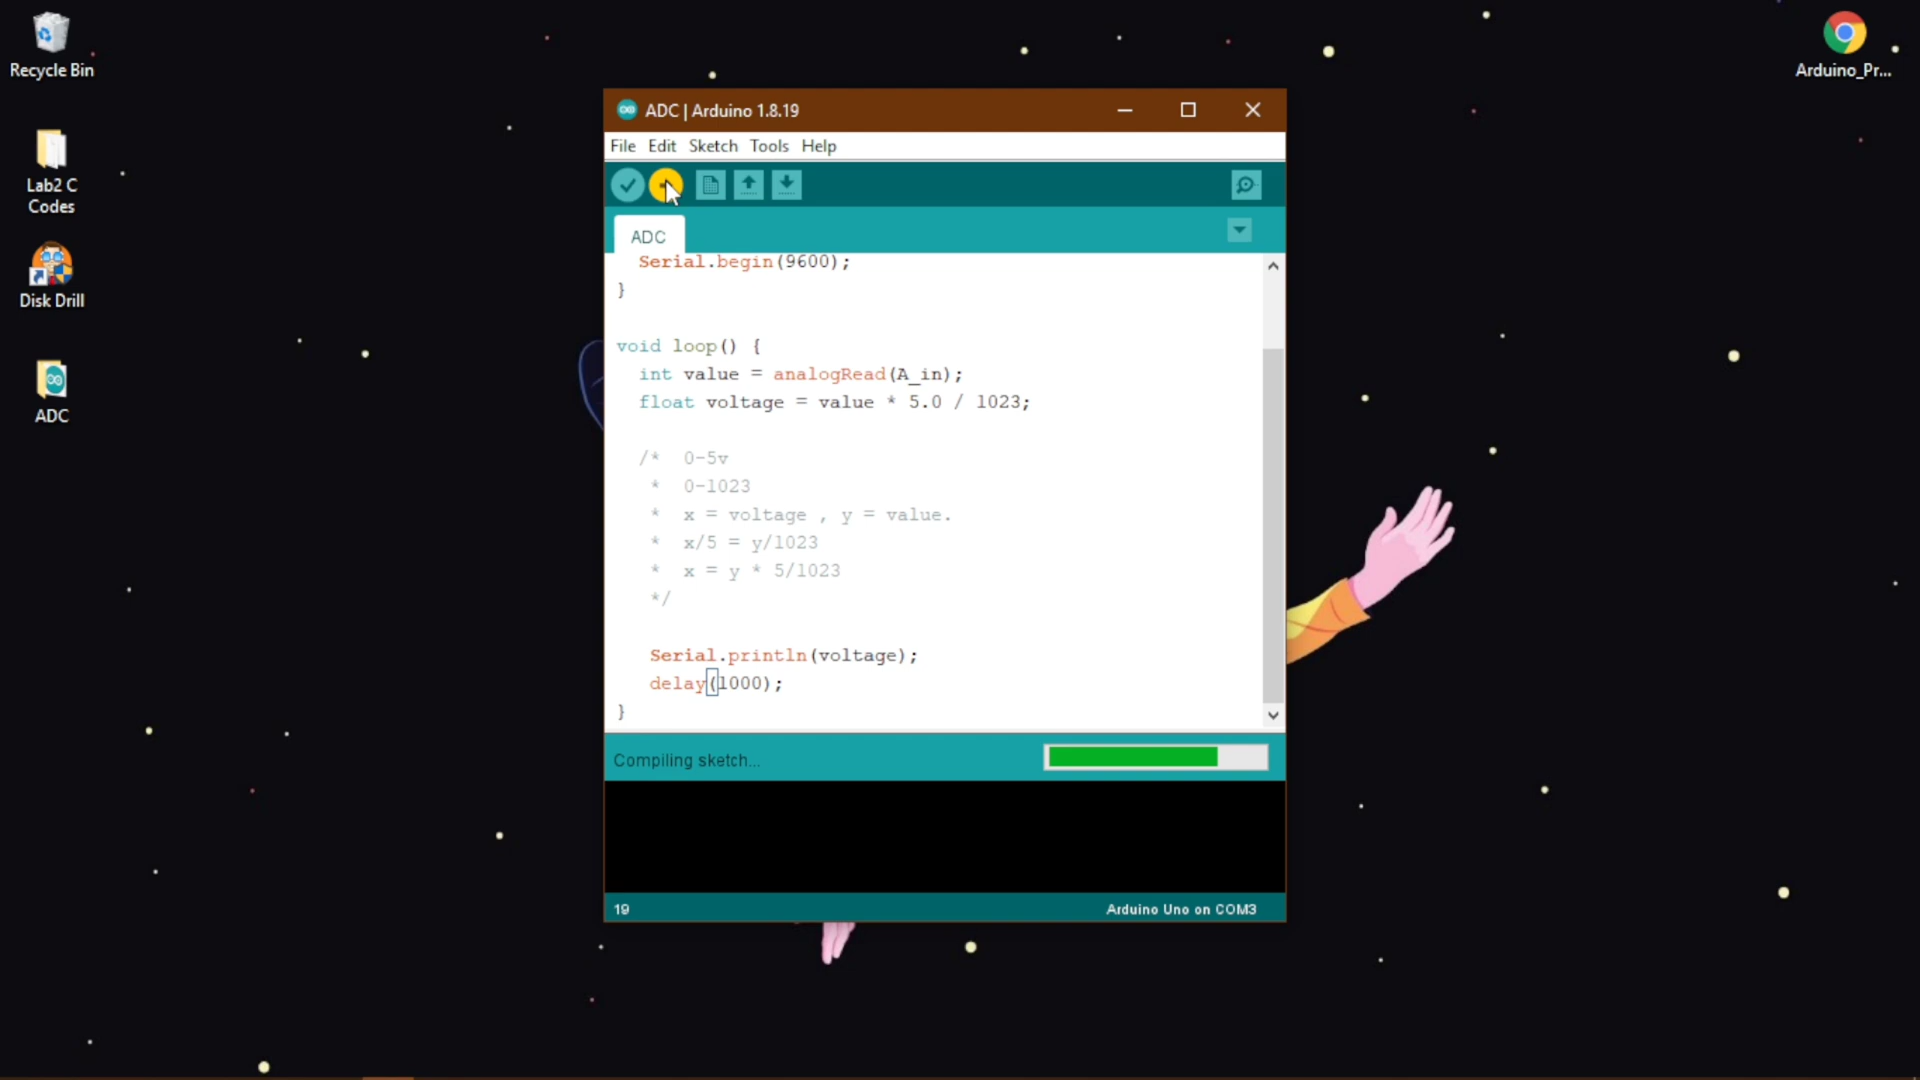 Recycle Bin
Lab2 C
Codes
Disk Drill
ADC
Arduino_Pr...
ADC | Arduino 1.8.19
File Edit Sketch Tools Help
ADC
Serial.begin(9600);
}
void loop() {
int value = analogRead(A_in);
float voltage = value * 5.0 / 1023;
/* 0-5v
* 0-1023
* x = voltage , y = value.
* x/5 = y/1023
* x = y * 5/1023
*/
Serial.println(voltage);
delay(1000);
}
Compiling sketch...
19
Arduino Uno on COM3